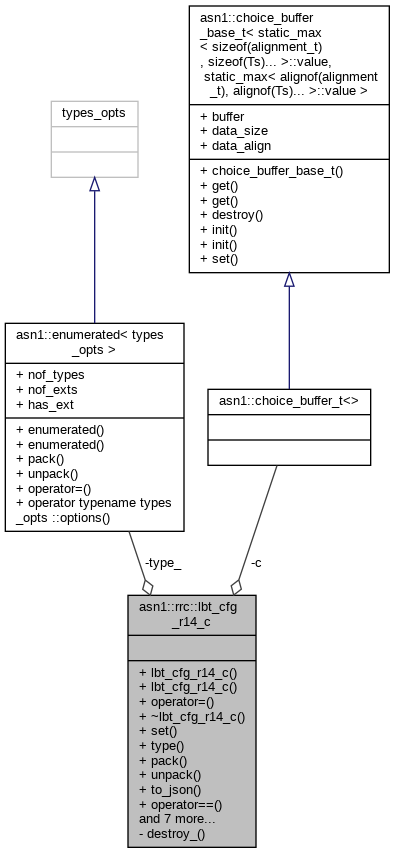 asn1::choice_buffer
_base_t< static_max
< sizeof(alignment_t)
, sizeof(Ts)... >::value,
static_max< alignof(alignment
_t), alignof(Ts)... >::value >
+ buffer
+ data_size
+ data_align
+ choice_buffer_base_t()
+ get()
+ get()
+ destroy()
+ init()
+ init()
+ set()
types_opts
asn1::enumerated< types
_opts >
+ nof_types
+ nof_exts
+ has_ext
+ enumerated()
+ enumerated()
+ pack()
+ unpack()
+ operator=()
+ operator typename types
_opts ::options()
asn1::choice_buffer_t<>
-type_
-c
asn1::rrc::lbt_cfg
_r14_c
+ lbt_cfg_r14_c()
+ lbt_cfg_r14_c()
+ operator=()
+ ~lbt_cfg_r14_c()
+ set()
+ type()
+ pack()
+ unpack()
+ to_json()
+ operator==()
and 7 more...
- destroy_()